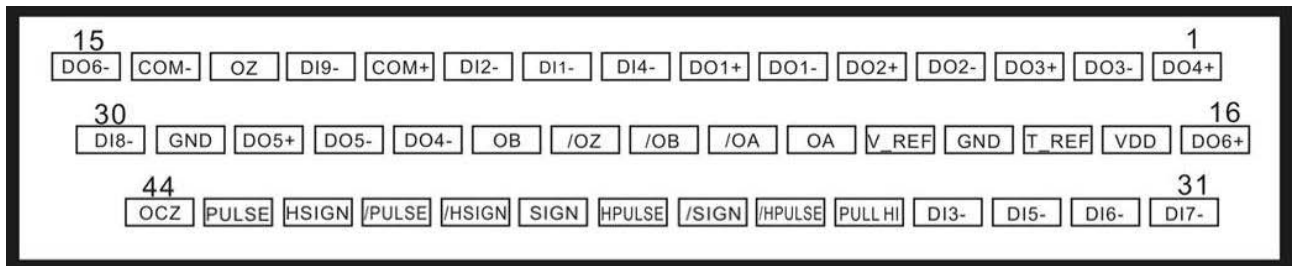 15 1
DO6- COM- OZ DI9- COM+ DI2- DI1- DI4- DO1+ DO1- DO2+ DO2- DO3+ DO3- DO4+
30 16
DI8- GND DO5+ DO5- DO4- OB /OZ /OB /OA OA V_REF GND T_REF VDD DO6+
44 31
OCZ PULSE HSIGN /PULSE /HSIGN SIGN HPULSE /SIGN /HPULSE PULL HI DI3- DI5- DI6- DI7-